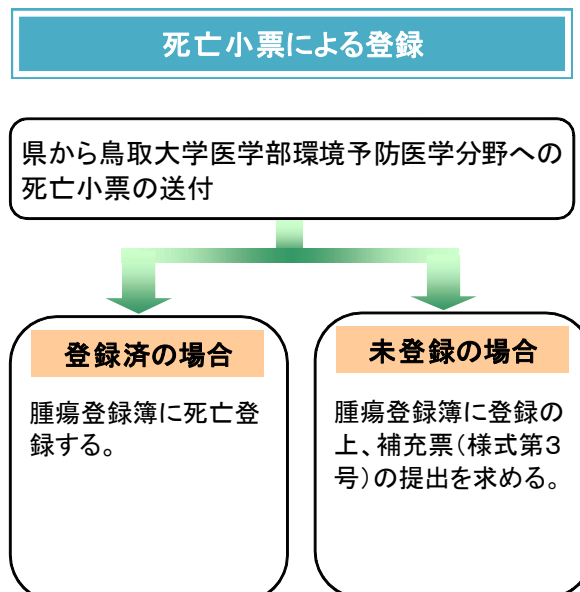 死亡小票による登録
県から鳥取大学医学部環境予防医学分野への
死亡小票の送付
登録済の場合
腫瘍登録簿に死亡登
録する。
未登録の場合
腫瘍登録簿に登録の
上、補充票(様式第3
号)の提出を求める。